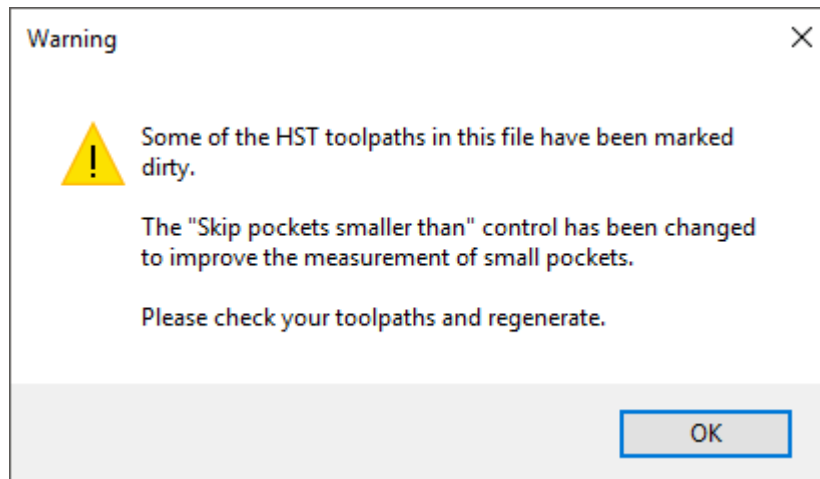 Warning
Some of the HST toolpaths in this file have been marked
dirty.
The "Skip pockets smaller than" control has been changed
to improve the measurement of small pockets.
Please check your toolpaths and regenerate.
OK